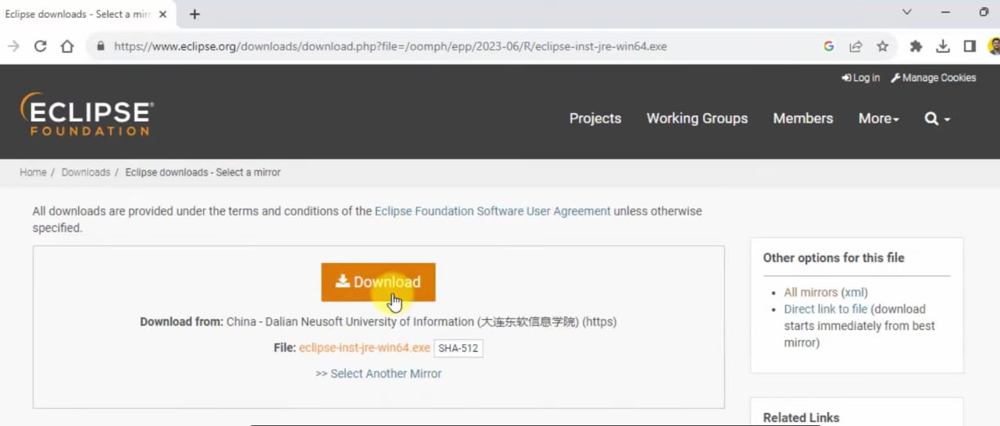 Eclipse downloads - Select a mirr
https://www.eclipse.org/downloads/download.php?file=/oomph/epp/2023-06/R/eclipse-inst-jre-win64.exe
Log in Manage Cookies
ECLIPSE®
FOUNDATION
Projects Working Groups Members More
Home / Downloads / Eclipse downloads - Select a mirror
All downloads are provided under the terms and conditions of the Eclipse Foundation Software User Agreement unless otherwise
specified.
Download
Download from: China - Dalian Neusoft University of Information (大连东软信息学院) (https)
File: eclipse-inst-jre-win64.exe SHA-512
>> Select Another Mirror
Other options for this file
• All mirrors (xml)
• Direct link to file (download
starts immediately from best
mirror)
Related Links